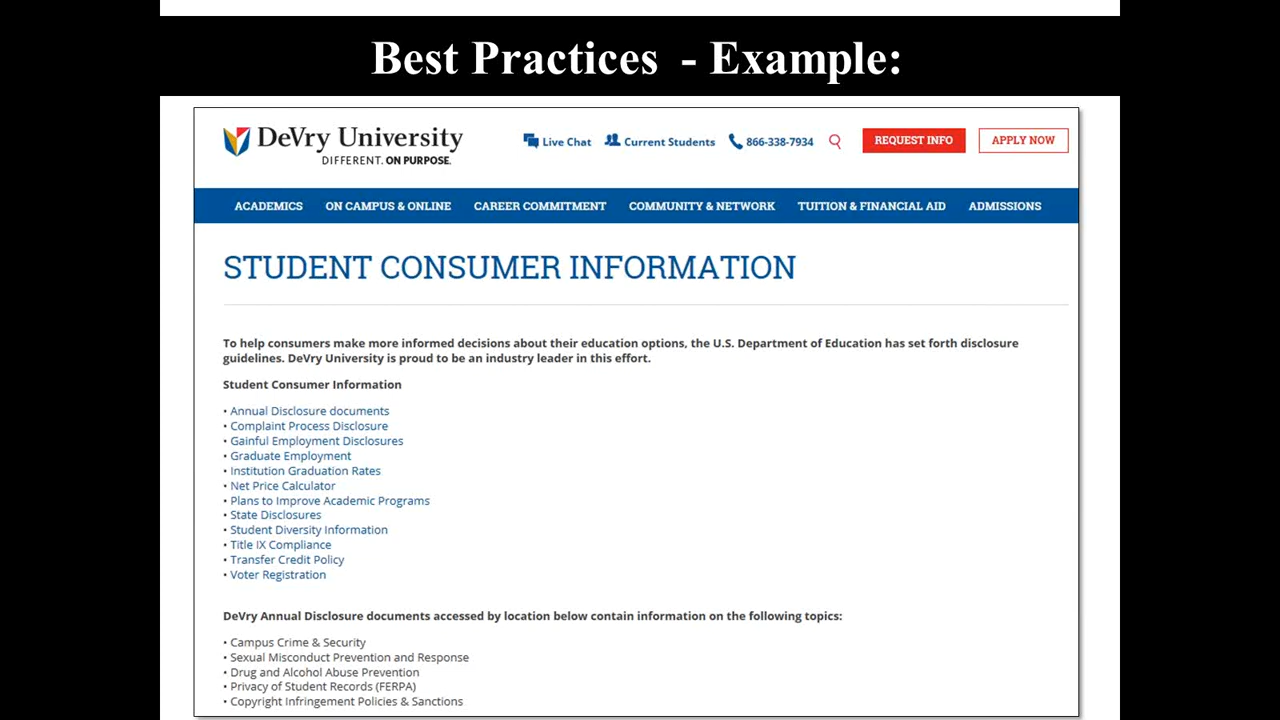 Best Practices - Example:
DeVry University
DIFFERENT. ON PURPOSE.
Live Chat
Current Students
866-338-7934
REQUEST INFO
APPLY NOW
ACADEMICS
ON CAMPUS & ONLINE
CAREER COMMITMENT
COMMUNITY & NETWORK
TUITION & FINANCIAL AID
ADMISSIONS
STUDENT CONSUMER INFORMATION
To help consumers make more informed decisions about their education options, the U.S. Department of Education has set forth disclosure
guidelines. DeVry University is proud to be an industry leader in this effort.
Student Consumer Information
• Annual Disclosure documents
• Complaint Process Disclosure
• Gainful Employment Disclosures
• Graduate Employment
• Institution Graduation Rates
• Net Price Calculator
• Plans to Improve Academic Programs
• State Disclosures
• Student Diversity Information
• Title IX Compliance
• Transfer Credit Policy
• Voter Registration
DeVry Annual Disclosure documents accessed by location below contain information on the following topics:
• Campus Crime & Security
• Sexual Misconduct Prevention and Response
• Drug and Alcohol Abuse Prevention
• Privacy of Student Records (FERPA)
• Copyright Infringement Policies & Sanctions